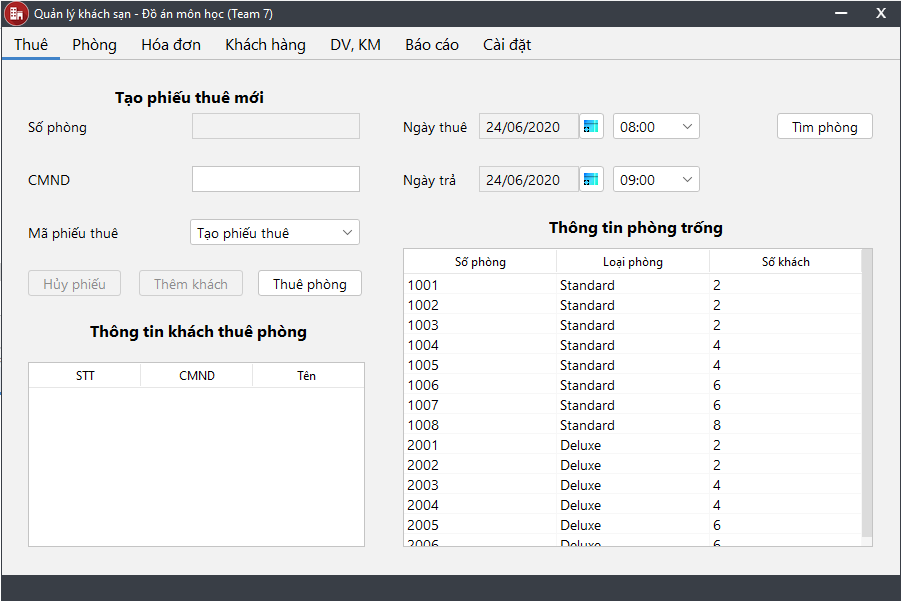 Quản lý khách sạn - Đồ án môn học (Team 7)
Thuê Phòng Hóa đơn Khách hàng DV, KM Báo cáo Cài đặt
Tạo phiếu thuê mới
Số phòng
CMND
Mã phiếu thuê Tạo phiếu thuê
Hủy phiếu Thêm khách Thuê phòng
Thông tin khách thuê phòng
STT CMND Tên
Ngày thuê 24/06/2020 08:00 Tìm phòng
Ngày trả 24/06/2020 09:00
Thông tin phòng trống
Số phòng Loại phòng Số khách
1001 Standard 2
1002 Standard 2
1003 Standard 2
1004 Standard 4
1005 Standard 4
1006 Standard 6
1007 Standard 6
1008 Standard 8
2001 Deluxe 2
2002 Deluxe 2
2003 Deluxe 4
2004 Deluxe 4
2005 Deluxe 6
2006 Deluxe 6